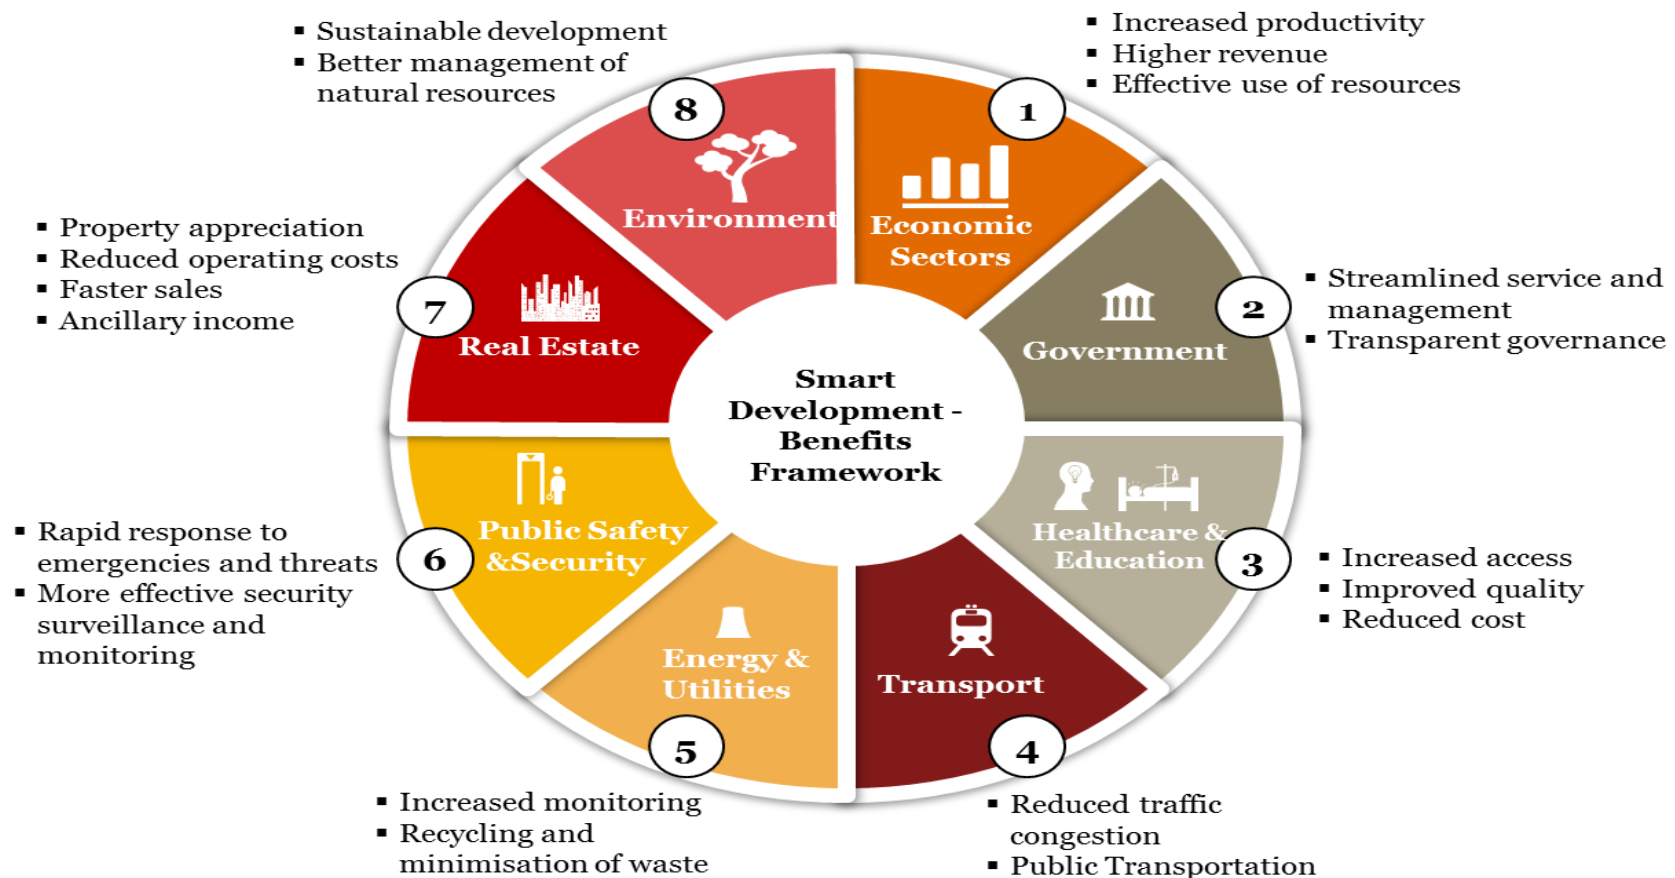 Smart
Development -
Benefits
Framework
1
Economic
Sectors
▪ Increased productivity
▪ Higher revenue
▪ Effective use of resources
2
Government
▪ Streamlined service and
management
▪ Transparent governance
3
Healthcare &
Education
▪ Increased access
▪ Improved quality
▪ Reduced cost
4
Transport
▪ Reduced traffic
congestion
▪ Public Transportation
5
Energy &
Utilities
▪ Increased monitoring
▪ Recycling and
minimisation of waste
6
Public Safety
&Security
▪ Rapid response to
emergencies and threats
▪ More effective security
surveillance and
monitoring
7
Real Estate
▪ Property appreciation
▪ Reduced operating costs
▪ Faster sales
▪ Ancillary income
8
Environment
▪ Sustainable development
▪ Better management of
natural resources